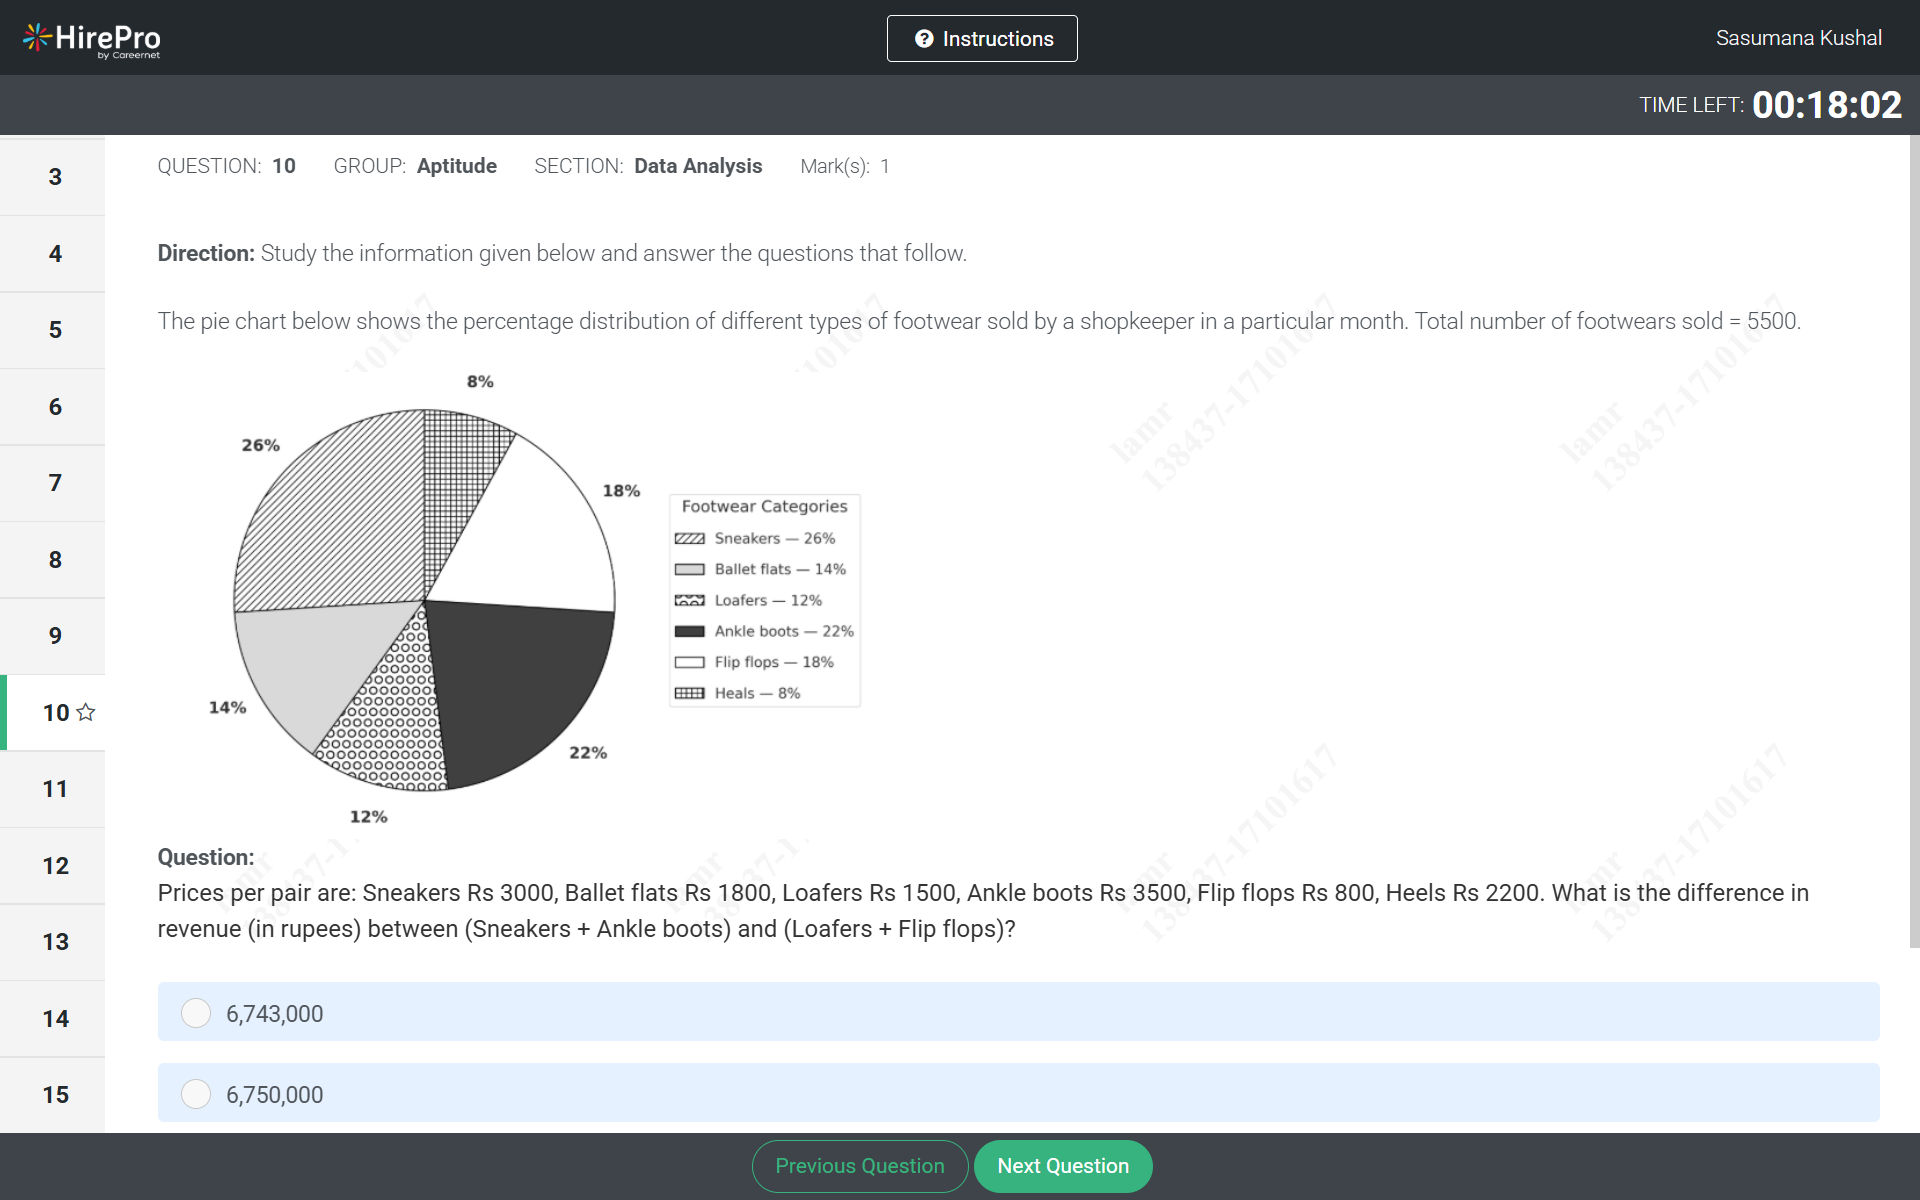 HirePro
by Careernet
Instructions
Sasumana Kushal
TIME LEFT: 00:18:02
3
4
5
6
7
8
9
10
11
12
13
14
15
QUESTION: 10 GROUP: Aptitude SECTION: Data Analysis Mark(s): 1
Direction: Study the information given below and answer the questions that follow.
The pie chart below shows the percentage distribution of different types of footwear sold by a shopkeeper in a particular month. Total number of footwears sold = 5500.
8%
26%
18%
14%
22%
12%
Footwear Categories
Sneakers — 26%
Ballet flats — 14%
Loafers — 12%
Ankle boots — 22%
Flip flops — 18%
Heals — 8%
lamr
138437-17101617
lamr
138437-17101617
Question:
Prices per pair are: Sneakers Rs 3000, Ballet flats Rs 1800, Loafers Rs 1500, Ankle boots Rs 3500, Flip flops Rs 800, Heels Rs 2200. What is the difference in
revenue (in rupees) between (Sneakers + Ankle boots) and (Loafers + Flip flops)?
6,743,000
6,750,000
Previous Question
Next Question